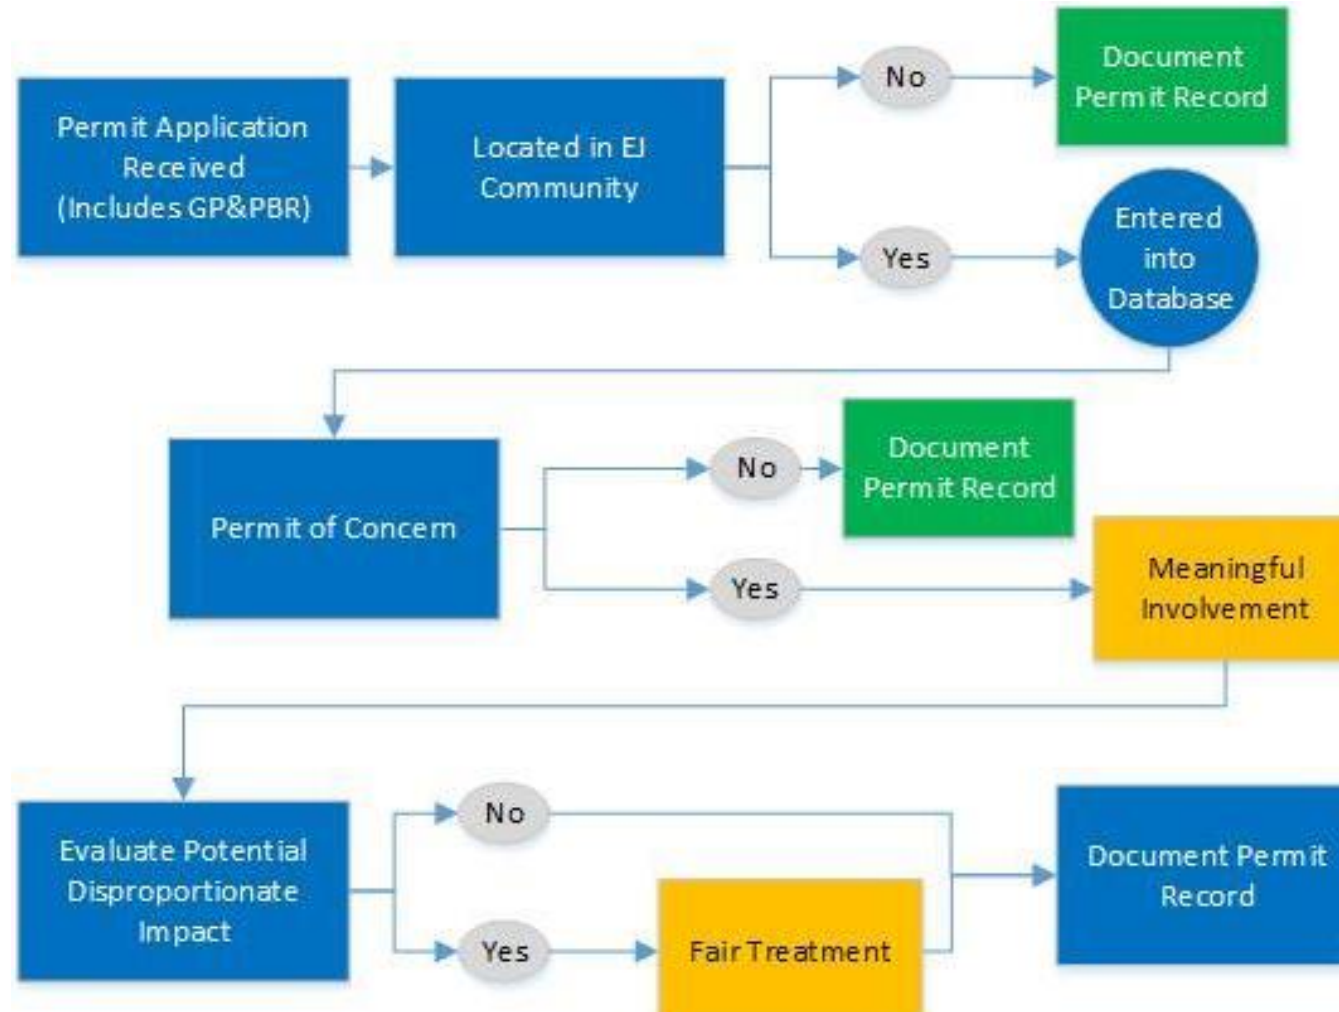 Permit Application
Received
(Includes GP&PBR)
Located in EJ
Community
No
Document
Permit Record
Yes
Entered
into
Database
Permit of Concern
No
Document
Permit Record
Yes
Meaningful
Involvement
Evaluate Potential
Disproportionate
Impact
No
Yes
Fair Treatment
Document Permit
Record